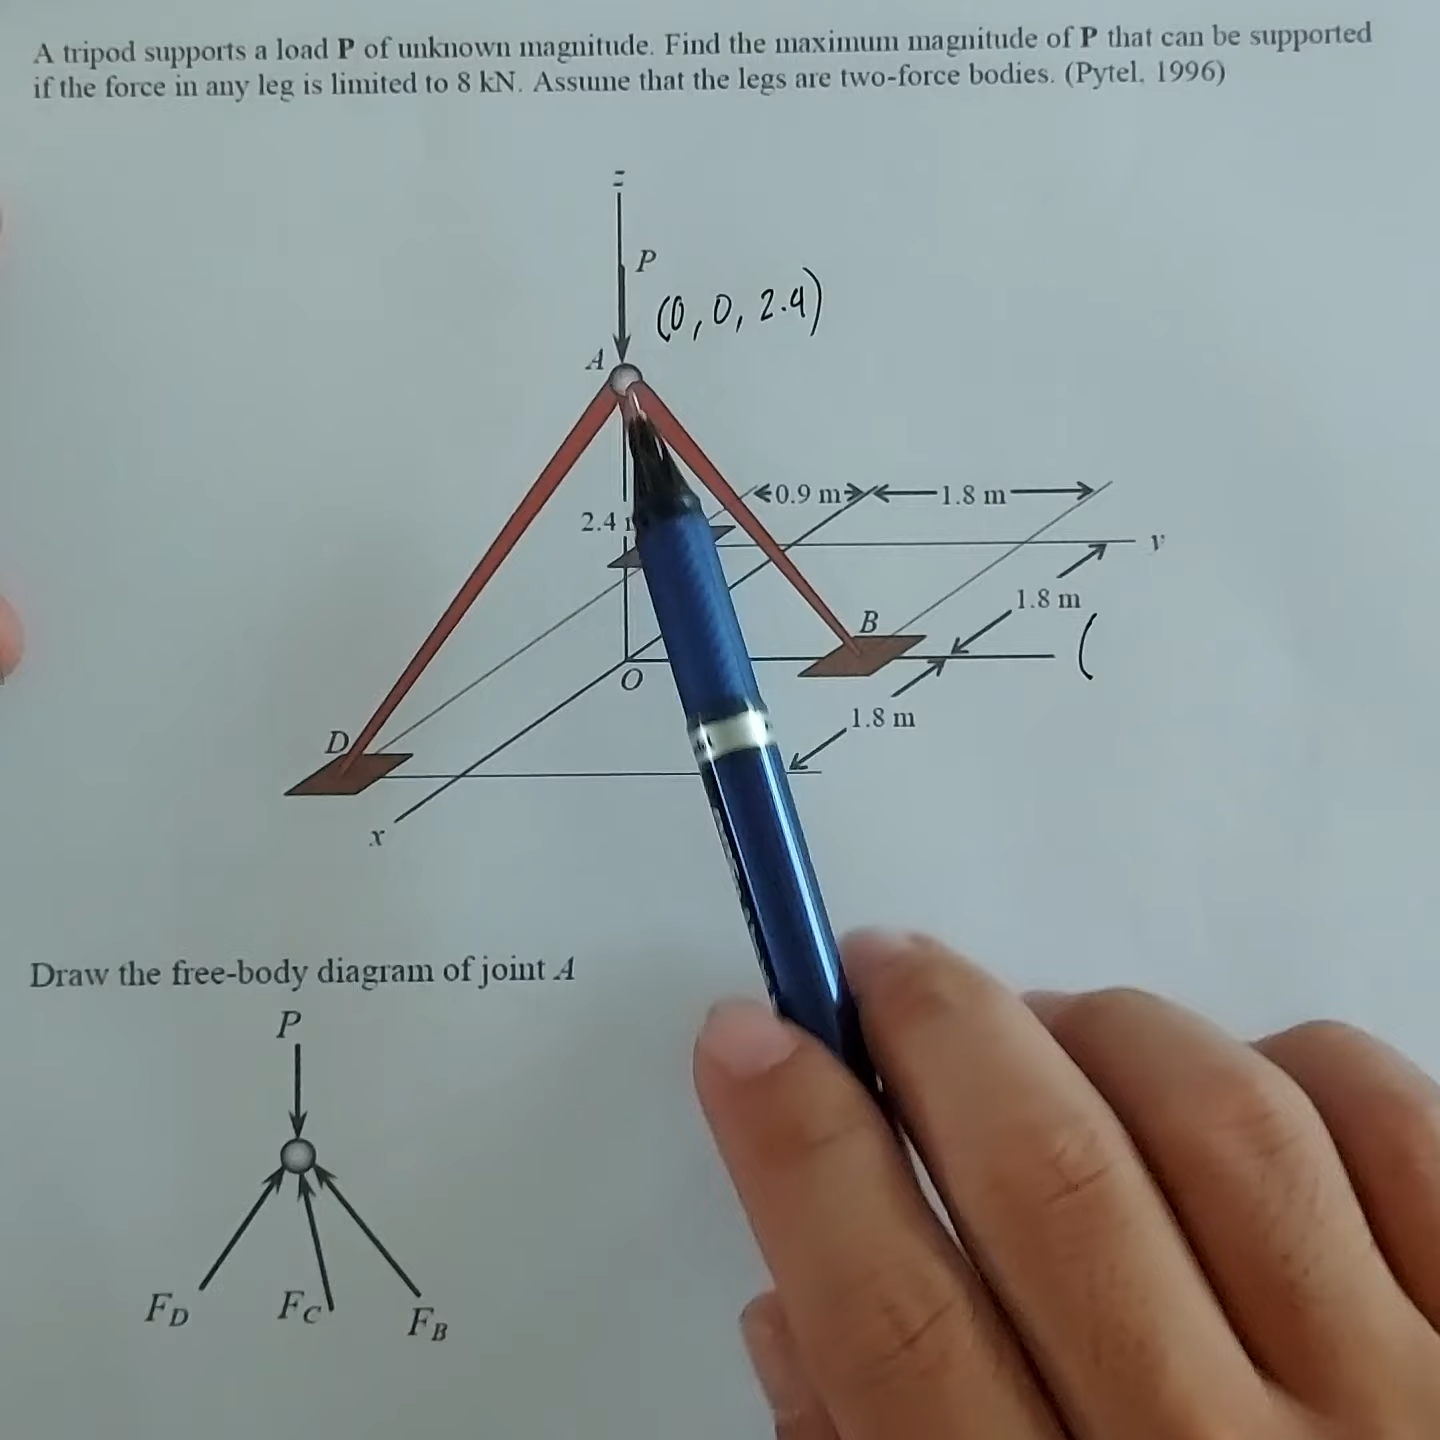 A tripod supports a load P of unknown magnitude. Find the maximum magnitude of P that can be supported
if the force in any leg is limited to 8 kN. Assume that the legs are two-force bodies. (Pytel, 1996)
z
P
(0, 0, 2.4)
A
0.9 m
1.8 m
2.4
y
1.8 m
B
(
O
1.8 m
D
x
Draw the free-body diagram of joint A
P
FD
FC
FB